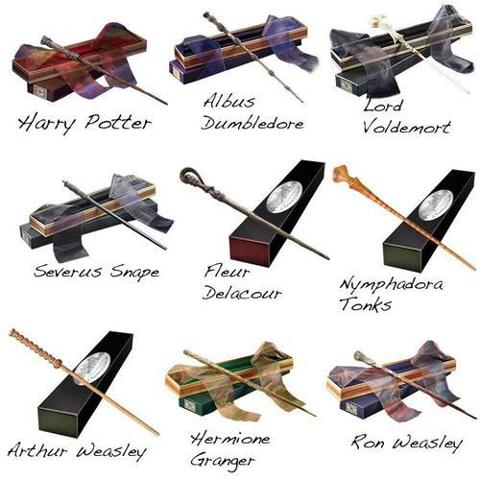 Harry Potter
Albus
Dumbledore
Lord
Voldemort
Severus Snape
Fleur
Delacour
Nymphadora
Tonks
Arthur Weasley
Hermione
Granger
Ron Weasley